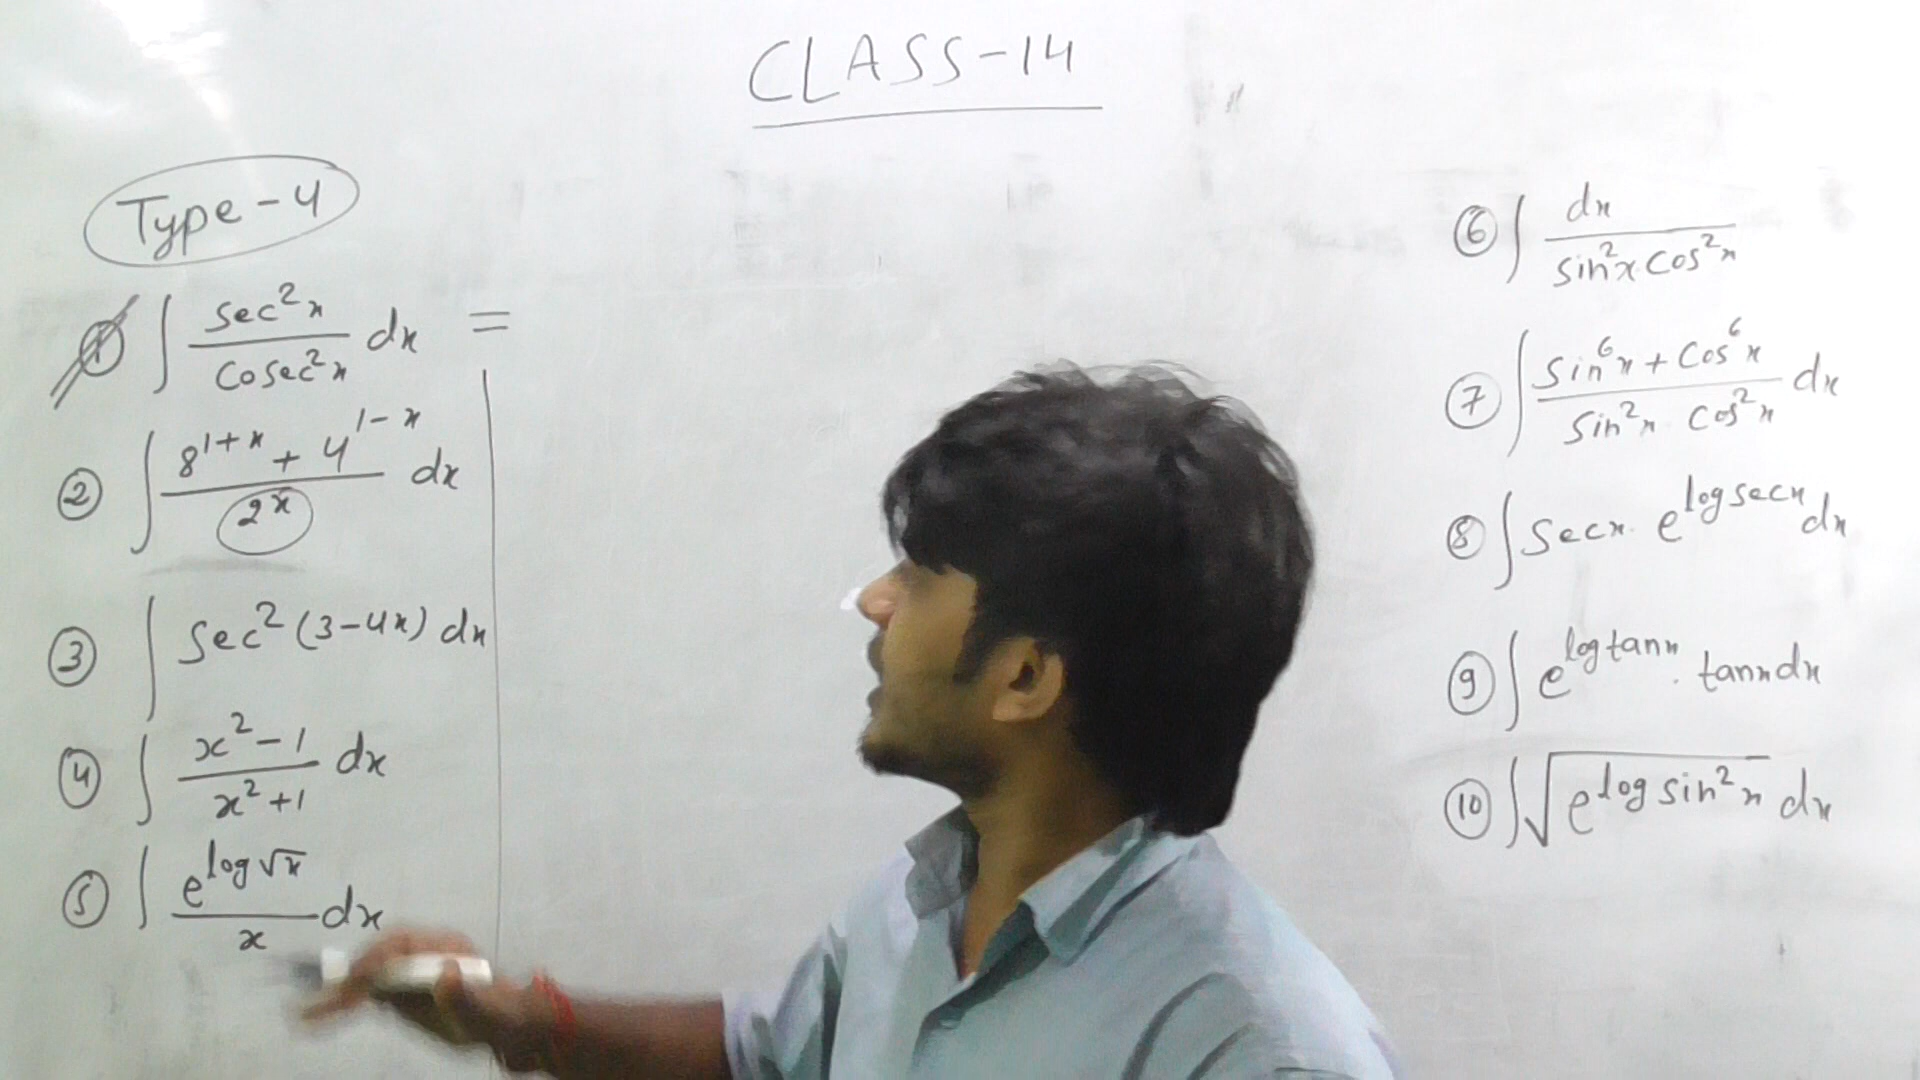 CLASS-14
Type-4
① ∫ sec²x / cosec²x dx =
② ∫ 8^(1+x) + 4^(1-x) / 2^x dx
③ ∫ sec² (3-4x) dx
④ ∫ x²-1 / x²+1 dx
⑤ ∫ e^(log √x) / x dx
⑥ ∫ dx / sin²x cos²x
⑦ ∫ sin⁶x + cos⁶x / sin²x cos²x dx
⑧ ∫ secx. e^(log secx) dx
⑨ ∫ e^(log tanx) . tanx dx
⑩ ∫ √(e^(log sin²x)) dx